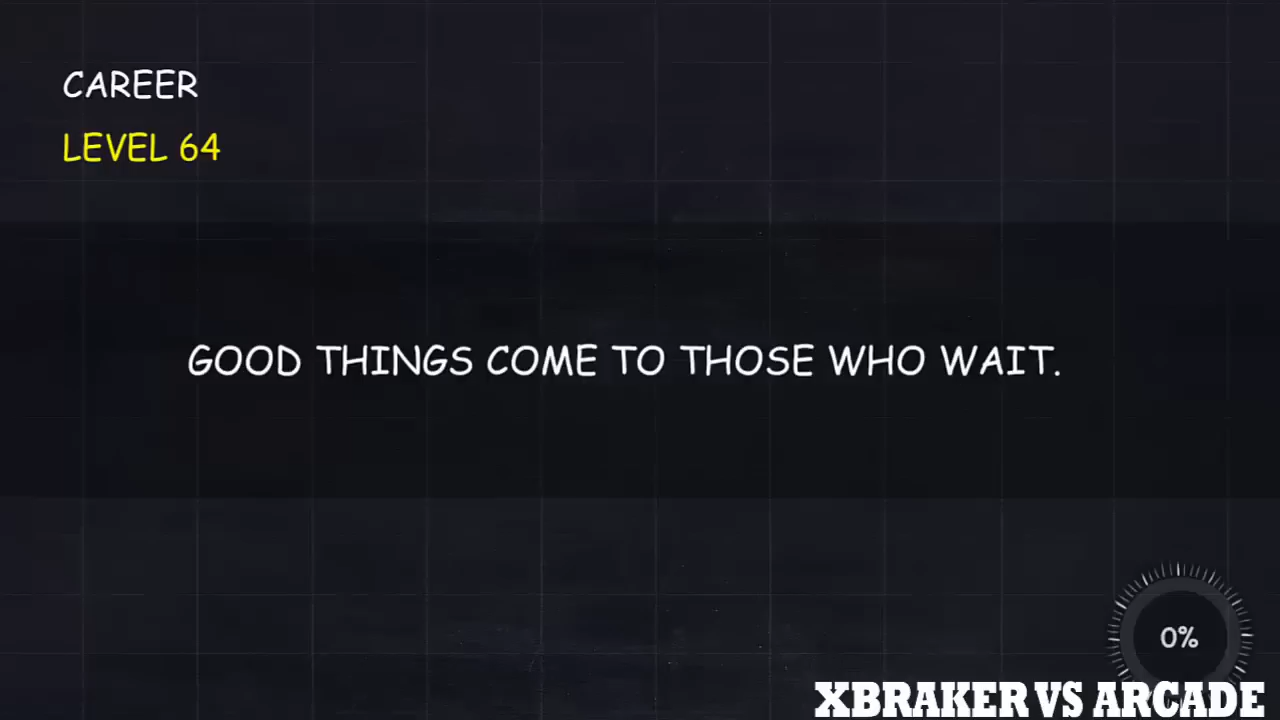 CAREER
LEVEL 64
GOOD THINGS COME TO THOSE WHO WAIT.
0%
XBRAKER VS ARCADE